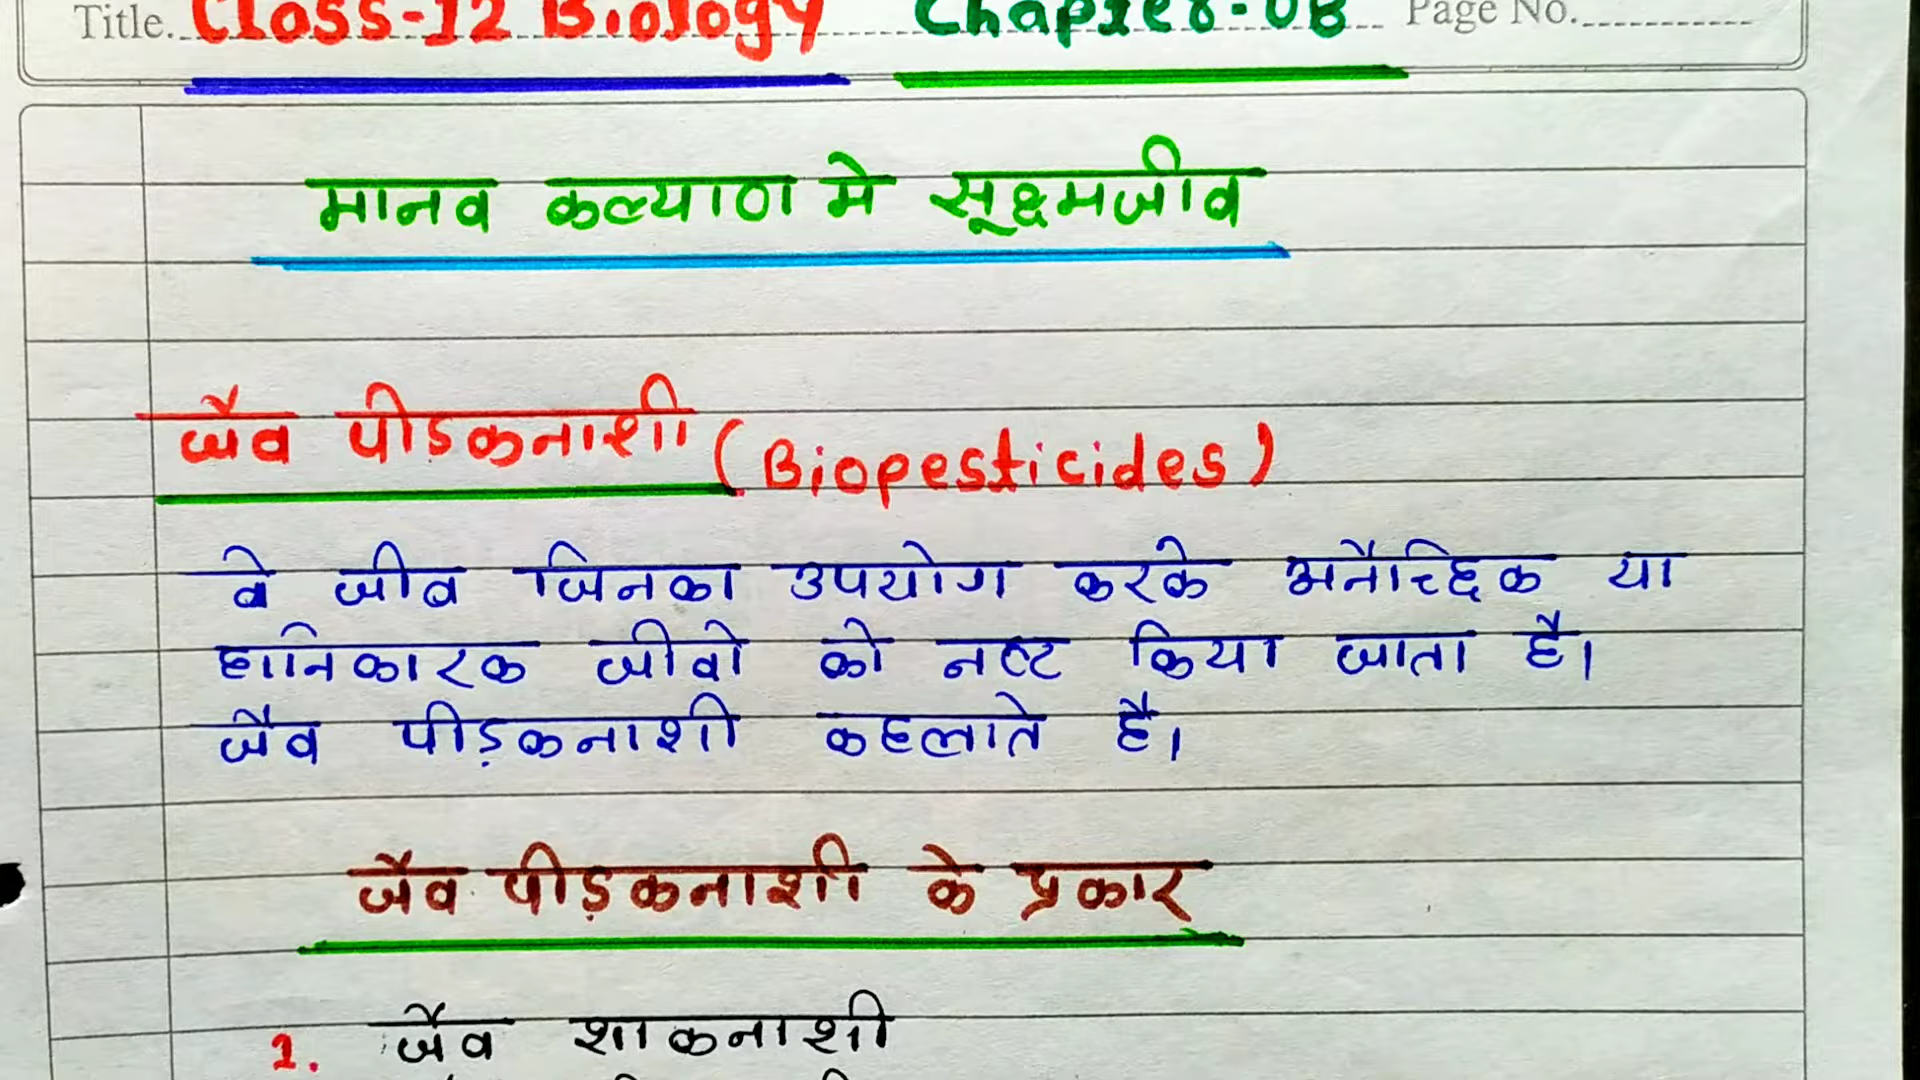 Title. Class-12 Biology Chapter-08 Page No.
मानव कल्याण मे सूक्ष्मजीव
जैव पीडकनाशी (Biopesticides)
वे जीव जिनका उपयोग करके अनैच्छिक या
हानिकारक जीवो को नष्ट किया जाता है।
जैव पीड़कनाशी कहलाते है।
जैव पीड़कनाशी के प्रकार
1. जैव शाकनाशी